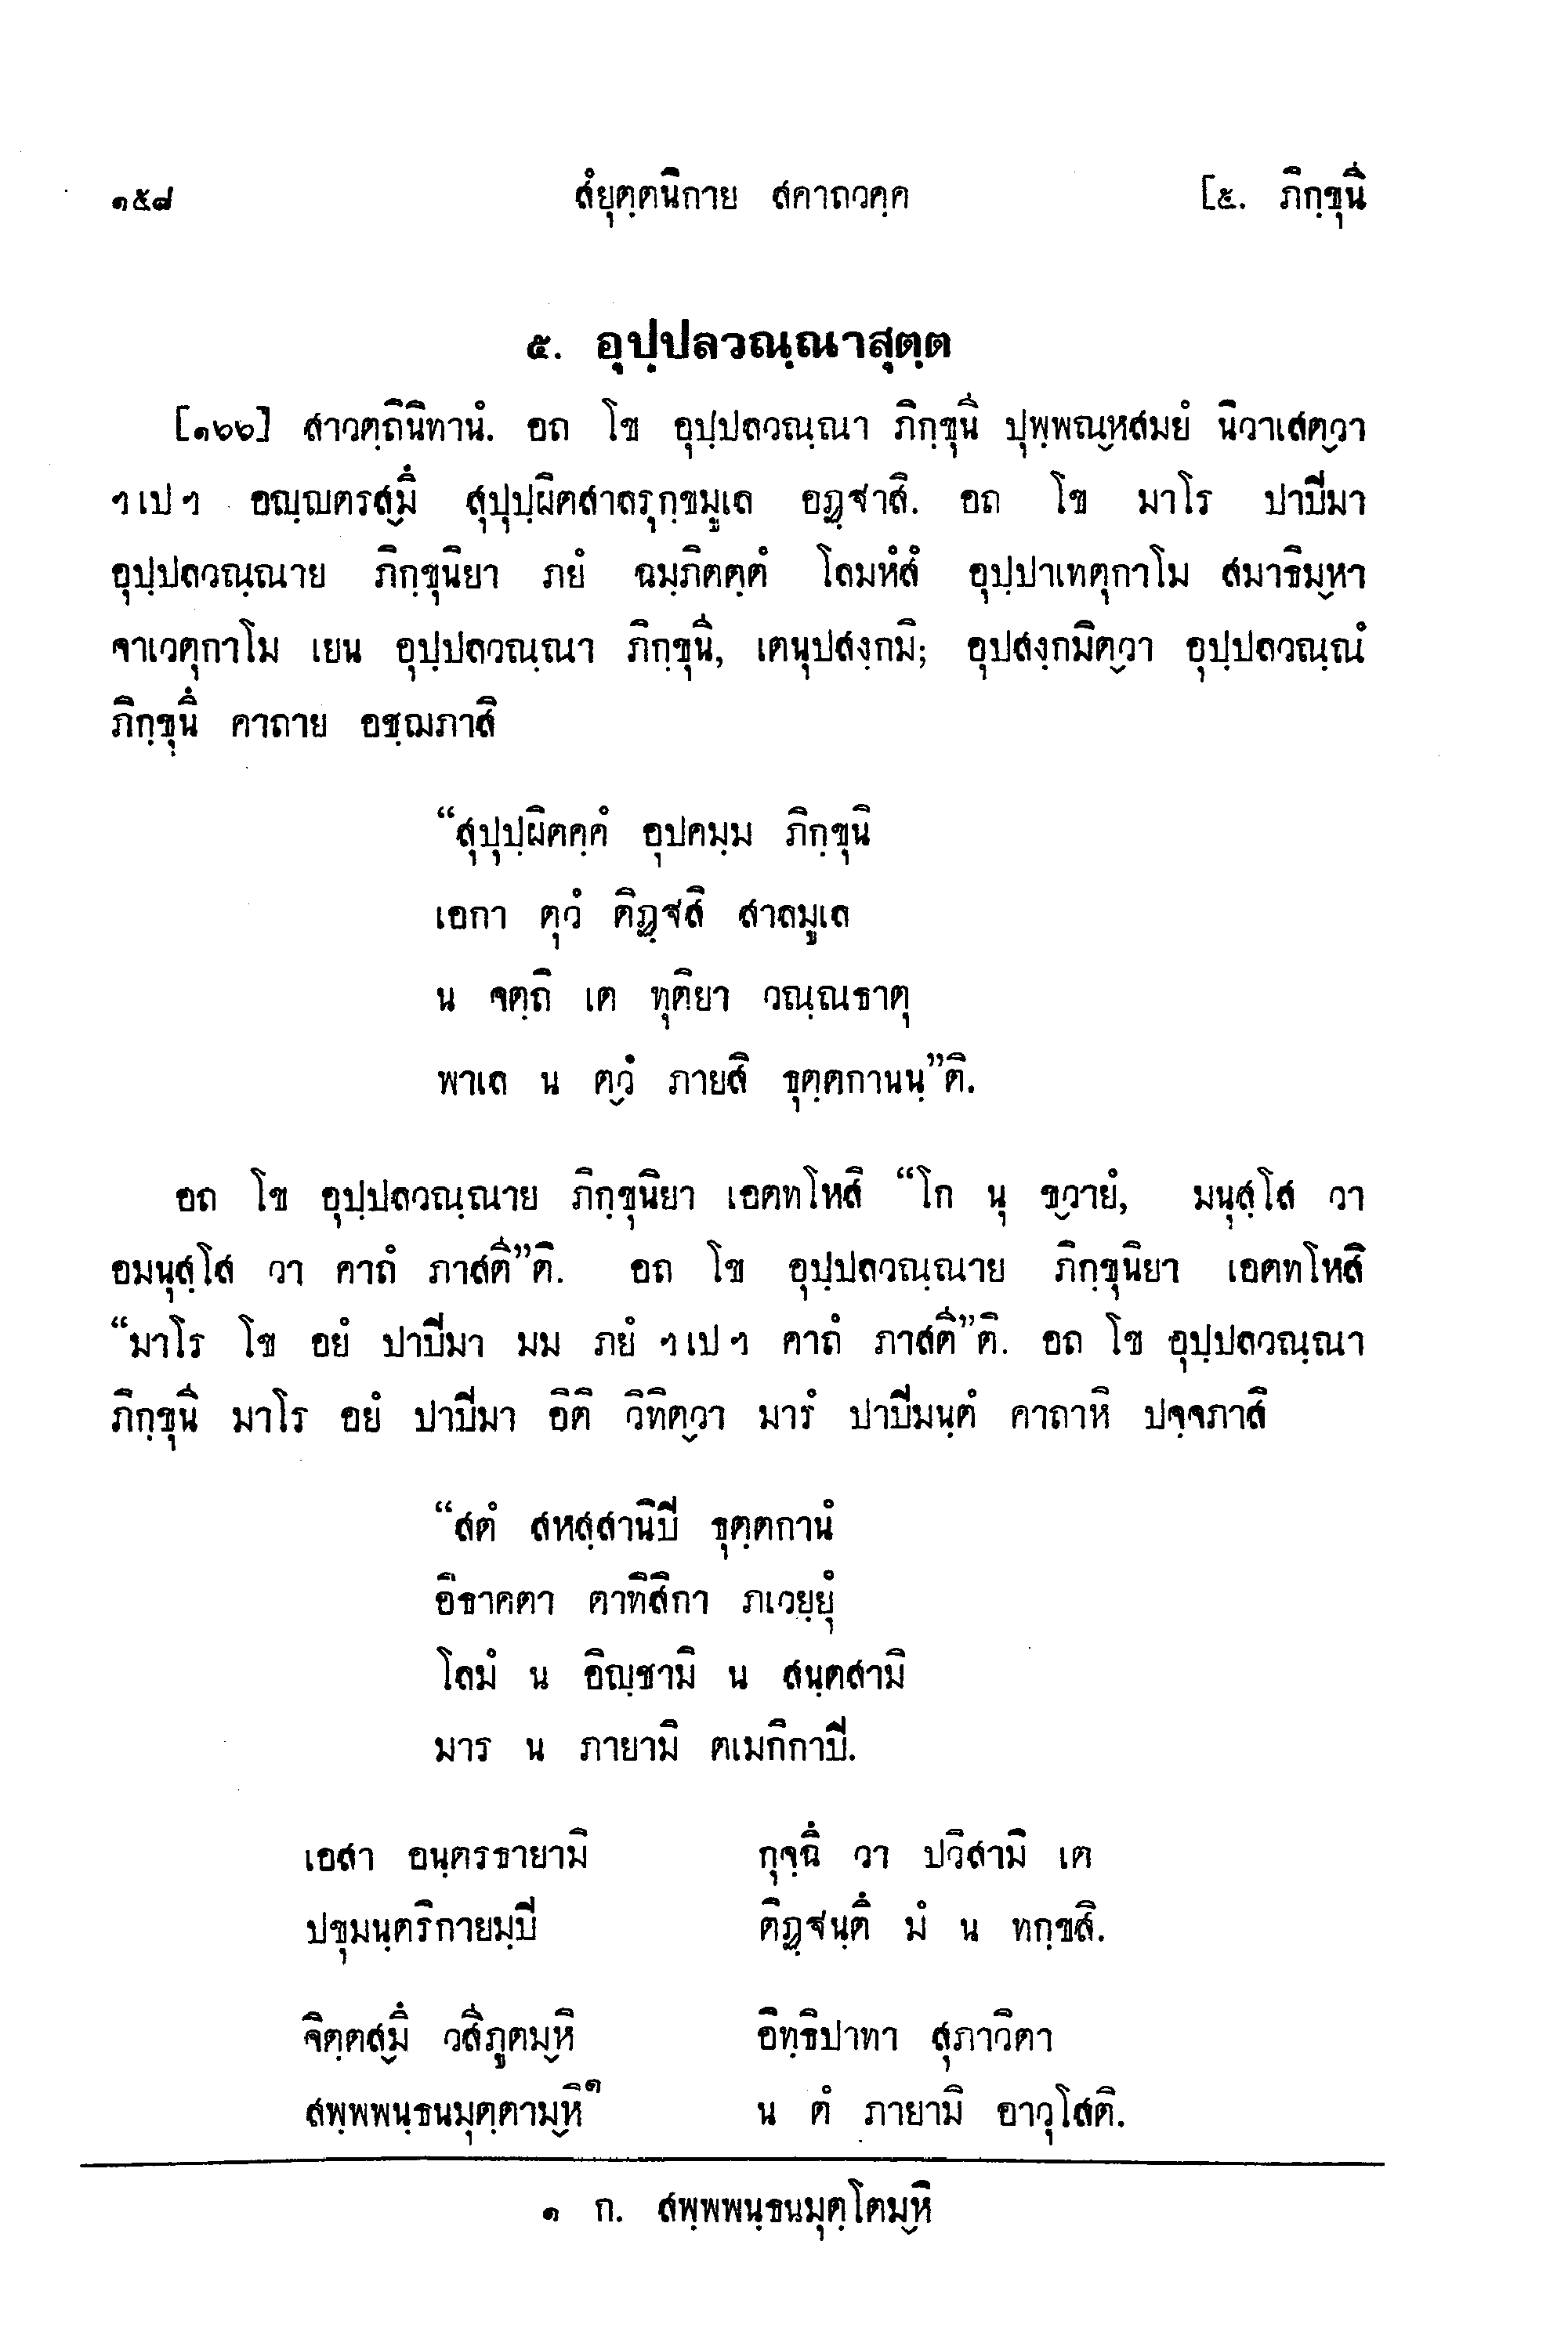 ๑๕๘ สํยุตฺตนิกาย สคาถวคฺค [๕. ภิกฺขุนี
๕. อุปฺปลวณฺณาสุตฺต
[๑๖๖] สาวตฺถีนิทานํ. อถ โข อุปฺปลวณฺณา ภิกฺขุนี ปุพฺพณฺหสมยํ นิวาเสตฺวา
ฯเปฯ อญฺญตรสฺมึ สุปุปฺผิตสาลรุกฺขมูเล อฏฺฐาสิ. อถ โข มาโร ปาปิมา
อุปฺปลวณฺณาย ภิกฺขุนิยา ภยํ ฉมฺภิตตฺตํ โลมหํสํ อุปฺปาเทตุกาโม สมาธิมฺหา
จาเวตุกาโม เยน อุปฺปลวณฺณา ภิกฺขุนี, เตนุปสงฺกมิ; อุปสงฺกมิตฺวา อุปฺปลวณฺณํ
ภิกฺขุนึ คาถาย อชฺฌภาสิ
“สุปุปฺผิตคฺคํ อุปคมฺม ภิกฺขุนิ
เอกา ตุวํ ติฏฺฐสิ สาลมูเล
น จตฺถิ เต ทุติยา วณฺณธาตุ
พาเล น ตฺวํ ภายสิ ธุตฺตกานนฺ”ติ.
อถ โข อุปฺปลวณฺณาย ภิกฺขุนิยา เอตทโหสิ “โก นุ ขฺวายํ, มนุสฺโส วา
อมนุสฺโส วา คาถํ ภาสตี”ติ. อถ โข อุปฺปลวณฺณาย ภิกฺขุนิยา เอตทโหสิ
“มาโร โข อยํ ปาปิมา มม ภยํ ฯเปฯ คาถํ ภาสตี”ติ. อถ โข อุปฺปลวณฺณา
ภิกฺขุนี มาโร อยํ ปาปิมา อิติ วิทิตฺวา มารํ ปาปิมนฺตํ คาถาหิ ปจฺจภาสิ
“สตํ สหสฺสานิปิ ธุตฺตกานํ
อิธาคตา ตาทิสิกา ภเวยฺยุํ
โลมํ น อิญฺชามิ น สนฺตสามิ
มาร น ภายามิ ตเมกิกาปิ.
เอสา อนฺตรธายามิ กุจฺฉึ วา ปวิสามิ เต
ปขุมนฺตริกายมฺปิ ติฏฺฐนฺตึ มํ น ทกฺขสิ.
จิตฺตสฺมึ วสีภูตมฺหิ อิทฺธิปาทา สุภาวิตา
สพฺพพนฺธนมุตฺตามฺหิ๑ น ตํ ภายามิ อาวุโสติ.
๑ ก. สพฺพพนฺธนมุตฺโตมฺหิ